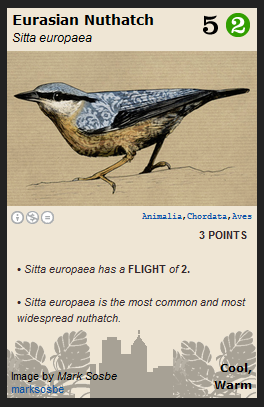 Eurasian Nuthatch 5 2
Sitta europaea
Animalia,Chordata,Aves
3 POINTS
• Sitta europaea has a FLIGHT of 2.
• Sitta europaea is the most common and most
widespread nuthatch.
Image by Mark Sosbe
marksosbe
Cool,
Warm